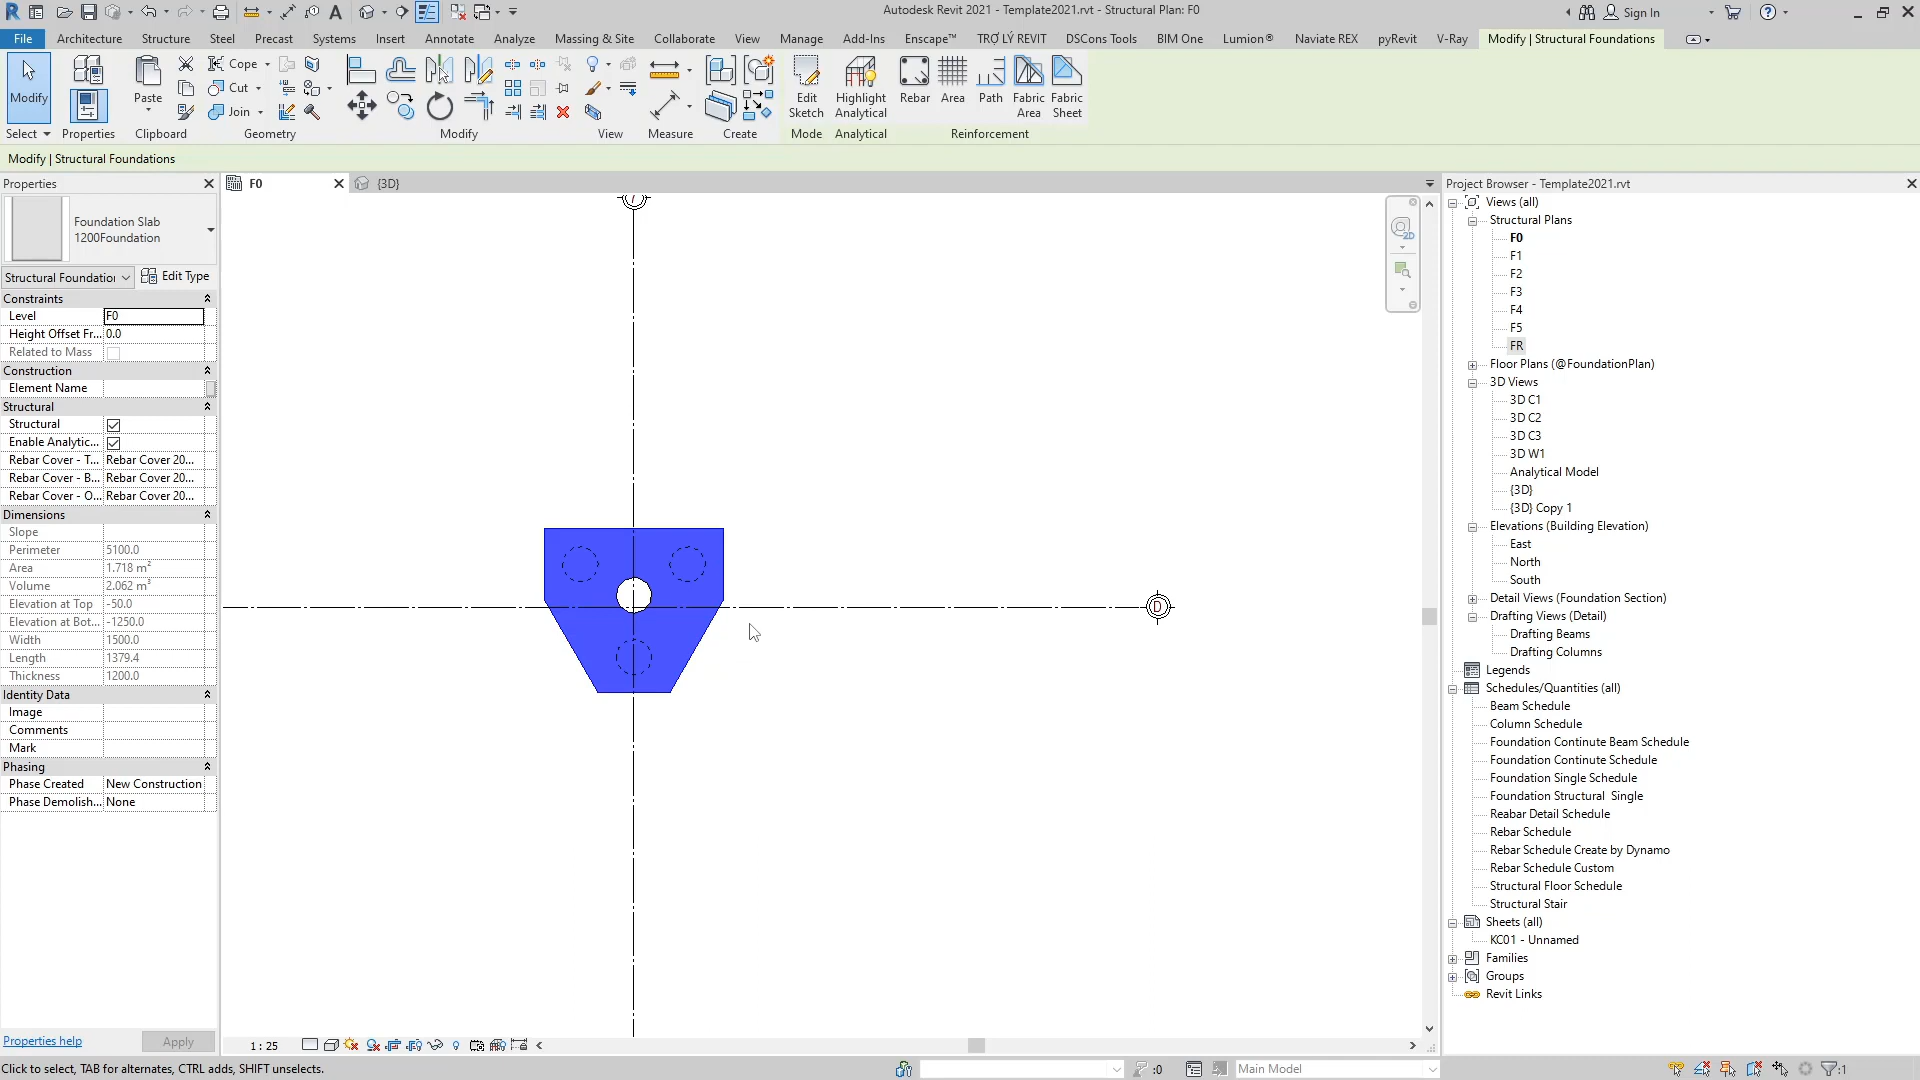 Autodesk Revit 2021 - Template2021.rvt - Structural Plan: F0
Sign In
File Architecture Structure Steel Precast Systems Insert Annotate Analyze Massing & Site Collaborate View Manage Add-Ins Enscape™ TRỢ LÝ REVIT DSCons Tools BIM One Lumion® Naviate REX pyRevit V-Ray Modify | Structural Foundations
Modify
Paste
Cope
Cut
Join
Edit Sketch
Highlight Analytical
Rebar
Area
Path
Fabric Area
Fabric Sheet
Select Properties Clipboard Geometry Modify View Measure Create Mode Analytical Reinforcement
Modify | Structural Foundations
Properties
Foundation Slab
1200Foundation
Structural Foundation
Edit Type
Constraints
Level F0
Height Offset Fr... 0.0
Related to Mass
Construction
Element Name
Structural
Structural
Enable Analytic...
Rebar Cover - T... Rebar Cover 20...
Rebar Cover - B... Rebar Cover 20...
Rebar Cover - O... Rebar Cover 20...
Dimensions
Slope
Perimeter 5100.0
Area 1.718 m²
Volume 2.062 m³
Elevation at Top -50.0
Elevation at Bot... -1250.0
Width 1500.0
Length 1379.4
Thickness 1200.0
Identity Data
Image
Comments
Mark
Phasing
Phase Created New Construction
Phase Demolish... None
Properties help
Apply
F0
{3D}
2D
D
1 : 25
Project Browser - Template2021.rvt
Views (all)
Structural Plans
F0
F1
F2
F3
F4
F5
FR
Floor Plans (@FoundationPlan)
3D Views
3D C1
3D C2
3D C3
3D W1
Analytical Model
{3D}
{3D} Copy 1
Elevations (Building Elevation)
East
North
South
Detail Views (Foundation Section)
Drafting Views (Detail)
Drafting Beams
Drafting Columns
Legends
Schedules/Quantities (all)
Beam Schedule
Column Schedule
Foundation Continute Beam Schedule
Foundation Continute Schedule
Foundation Single Schedule
Foundation Structural Single
Reabar Detail Schedule
Rebar Schedule
Rebar Schedule Create by Dynamo
Rebar Schedule Custom
Structural Floor Schedule
Structural Stair
Sheets (all)
KC01 - Unnamed
Families
Groups
Revit Links
Click to select, TAB for alternates, CTRL adds, SHIFT unselects.
:0
Main Model
:1